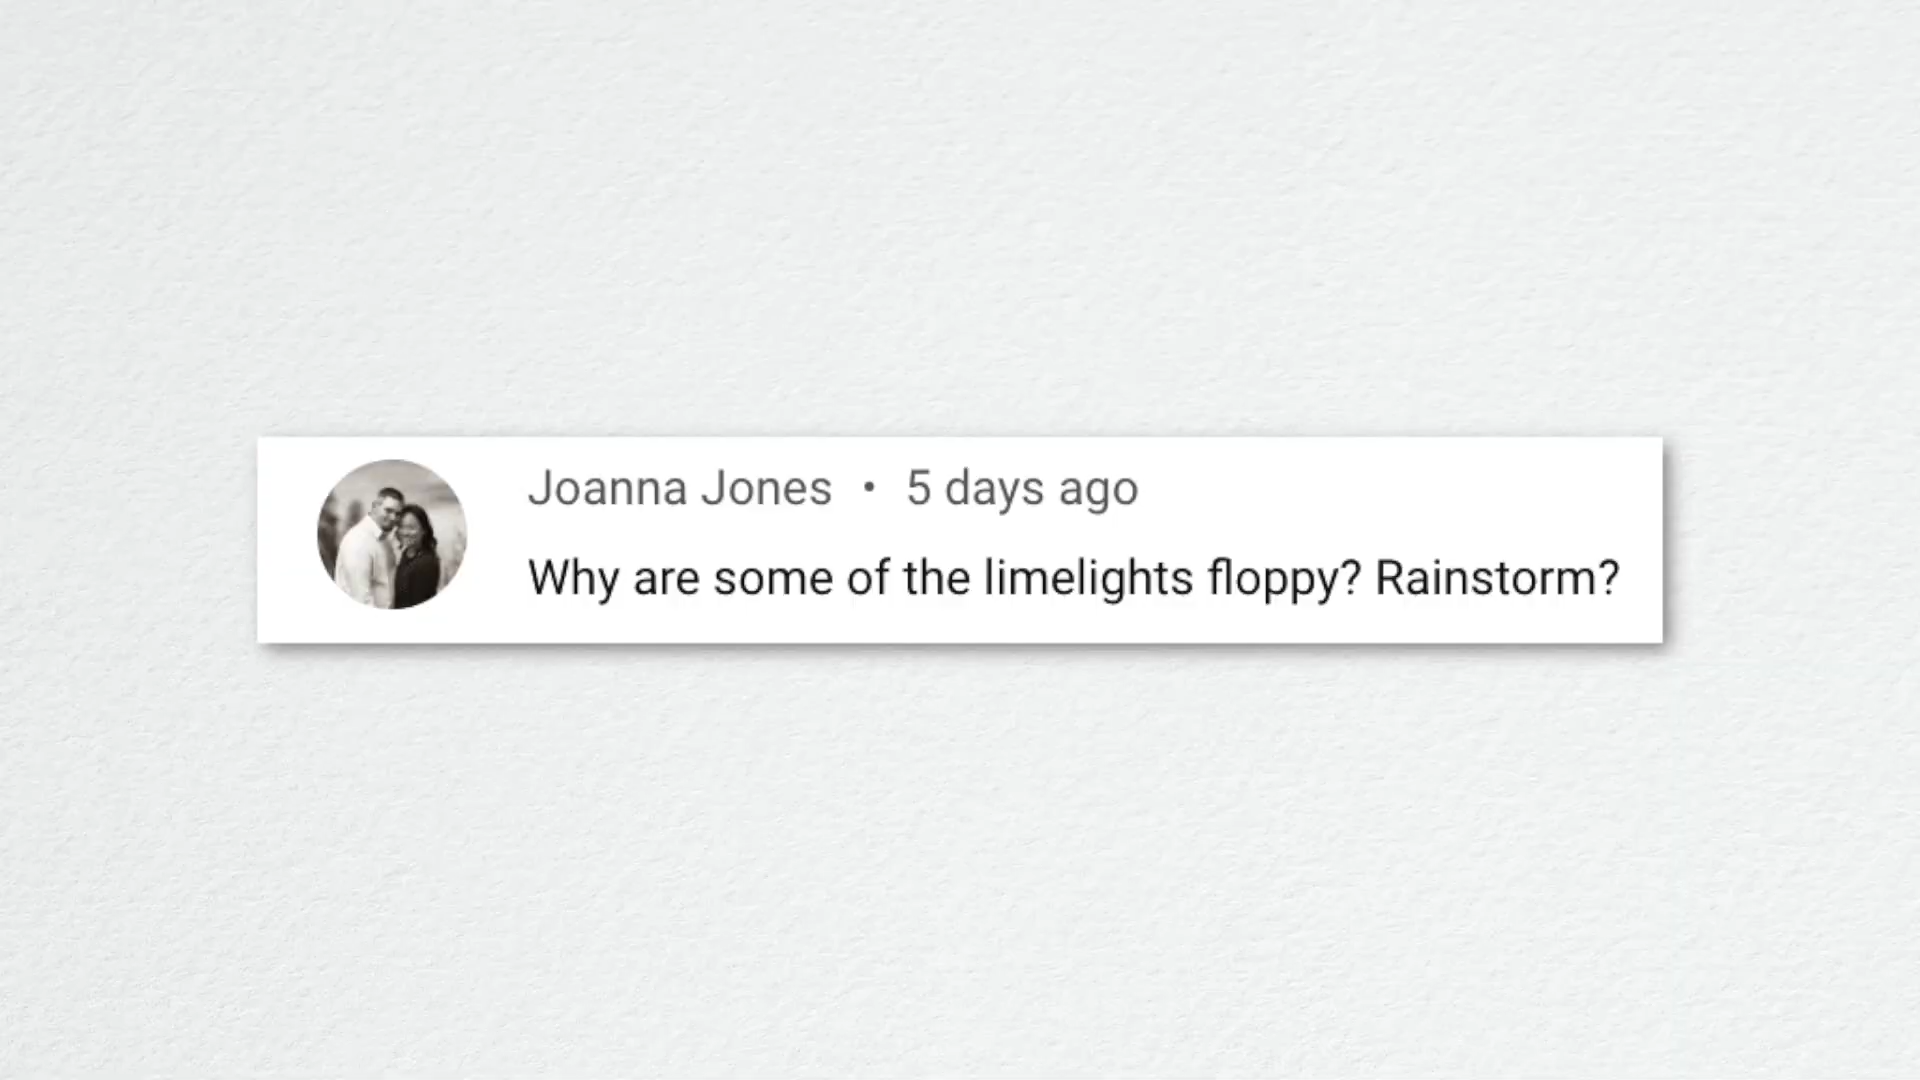 Joanna Jones • 5 days ago
Why are some of the limelights floppy? Rainstorm?